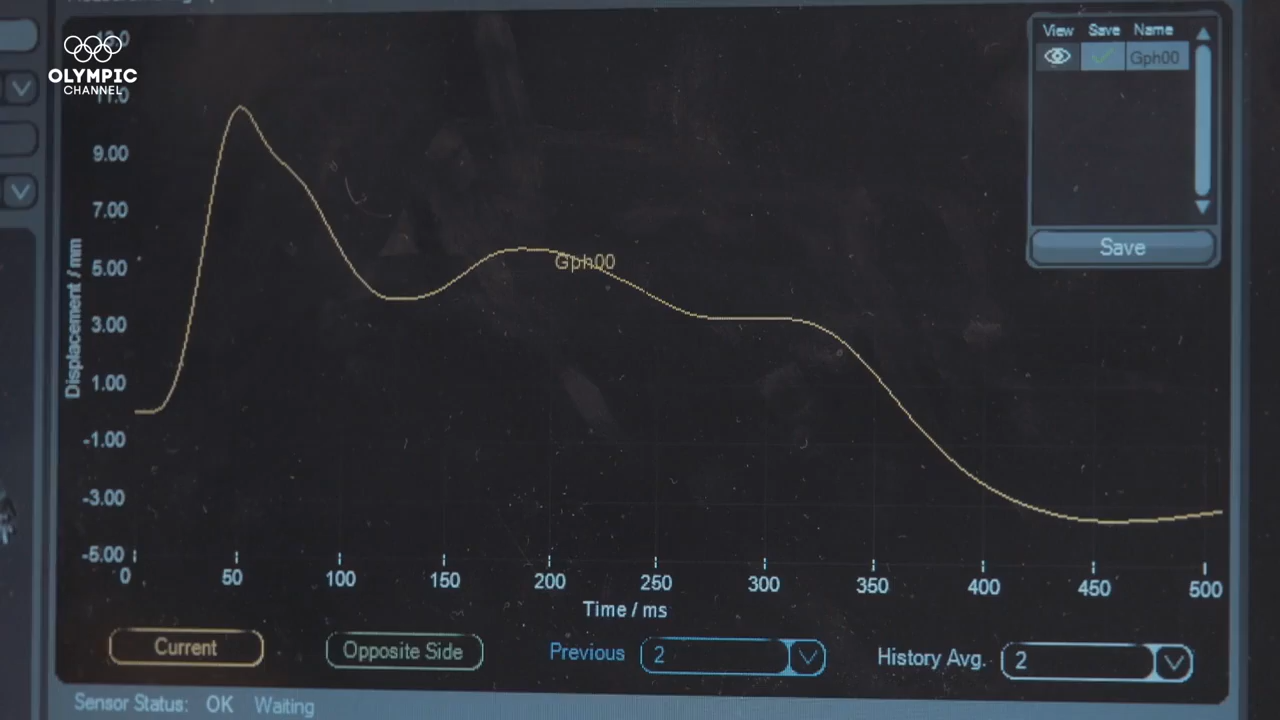 OLYMPIC
CHANNEL
View Save Name
Gph00
Save
11.0
9.00
7.00
5.00
3.00
1.00
-1.00
-3.00
-5.00
Displacement / mm
Gph00
0 50 100 150 200 250 300 350 400 450 500
Time / ms
Current
Opposite Side
Previous 2
History Avg. 2
Sensor Status: OK Waiting